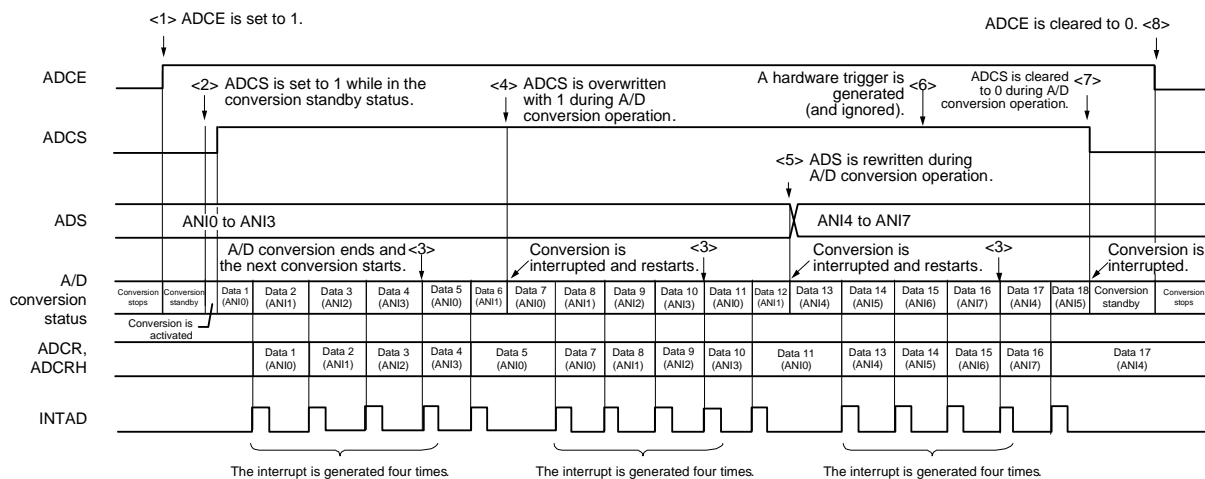 <1> ADCE is set to 1.
ADCE is cleared to 0. <8>
ADCE
<2> ADCS is set to 1 while in the
conversion standby status.
<4> ADCS is overwritten
with 1 during A/D
conversion operation.
A hardware trigger is <6>
generated
(and ignored).
ADCS is cleared <7>
to 0 during A/D
conversion operation.
ADCS
<5> ADS is rewritten during
A/D conversion operation.
ADS
ANI0 to ANI3
ANI4 to ANI7
A/D conversion ends and <3>
the next conversion starts.
Conversion is <3>
interrupted and restarts.
Conversion is <3>
interrupted and restarts.
Conversion is
interrupted.
A/D
conversion
status
Conversion
stops
Conversion
standby
Data 1
(ANI0)
Data 2
(ANI1)
Data 3
(ANI2)
Data 4
(ANI3)
Data 5
(ANI0)
Data 6
(ANI1)
Data 7
(ANI0)
Data 8
(ANI1)
Data 9
(ANI2)
Data 10
(ANI3)
Data 11
(ANI0)
Data 12
(ANI1)
Data 13
(ANI4)
Data 14
(ANI5)
Data 15
(ANI6)
Data 16
(ANI7)
Data 17
(ANI4)
Data 18
(ANI5)
Conversion
standby
Conversion
stops
Conversion is
activated
ADCR,
ADCRH
Data 1
(ANI0)
Data 2
(ANI1)
Data 3
(ANI2)
Data 4
(ANI3)
Data 5
(ANI0)
Data 7
(ANI0)
Data 8
(ANI1)
Data 9
(ANI2)
Data 10
(ANI3)
Data 11
(ANI0)
Data 13
(ANI4)
Data 14
(ANI5)
Data 15
(ANI6)
Data 16
(ANI7)
Data 17
(ANI4)
INTAD
The interrupt is generated four times.
The interrupt is generated four times.
The interrupt is generated four times.